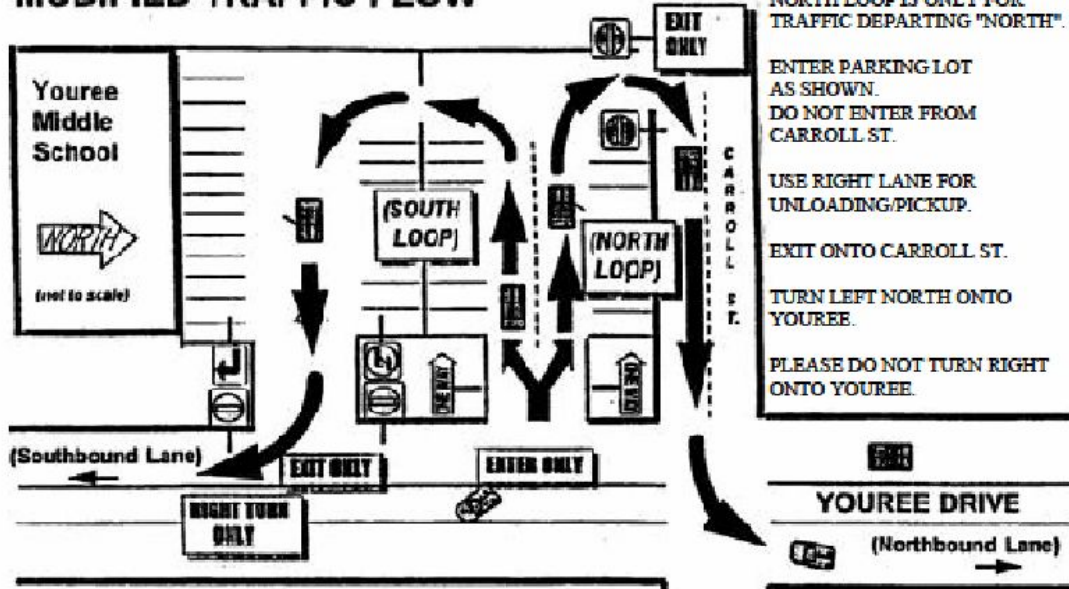 MODIFIED TRAFFIC FLOW
NORTH LOOP IS ONLY FOR
TRAFFIC DEPARTING "NORTH".
ENTER PARKING LOT
AS SHOWN.
DO NOT ENTER FROM
CARROLL ST.
USE RIGHT LANE FOR
UNLOADING/PICKUP.
EXIT ONTO CARROLL ST.
TURN LEFT NORTH ONTO
YOUREE.
PLEASE DO NOT TURN RIGHT
ONTO YOUREE.
EXIT
ONLY
Youree
Middle
School
NORTH
(not to scale)
(SOUTH
LOOP)
(NORTH
LOOP)
CARROLL ST.
ONE WAY
ONE WAY
(Southbound Lane)
EXIT ONLY
ENTER ONLY
RIGHT TURN
ONLY
YOUREE DRIVE
(Northbound Lane)